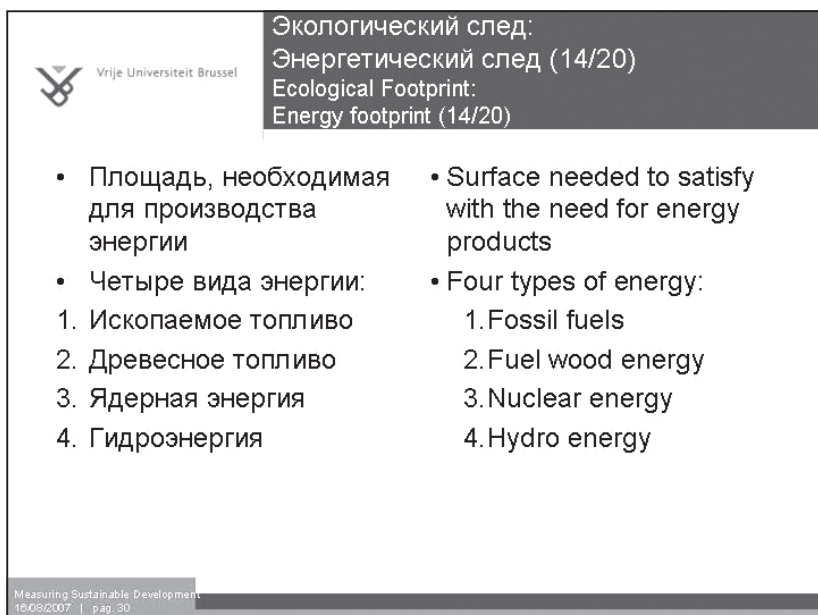 Vrije Universiteit Brussel
Экологический след:
Энергетический след (14/20)
Ecological Footprint:
Energy footprint (14/20)
• Площадь, необходимая
для производства
энергии
• Четыре вида энергии:
1. Ископаемое топливо
2. Древесное топливо
3. Ядерная энергия
4. Гидроэнергия
• Surface needed to satisfy
with the need for energy
products
• Four types of energy:
1. Fossil fuels
2. Fuel wood energy
3. Nuclear energy
4. Hydro energy
Measuring Sustainable Development
16/08/2007 | pag. 30